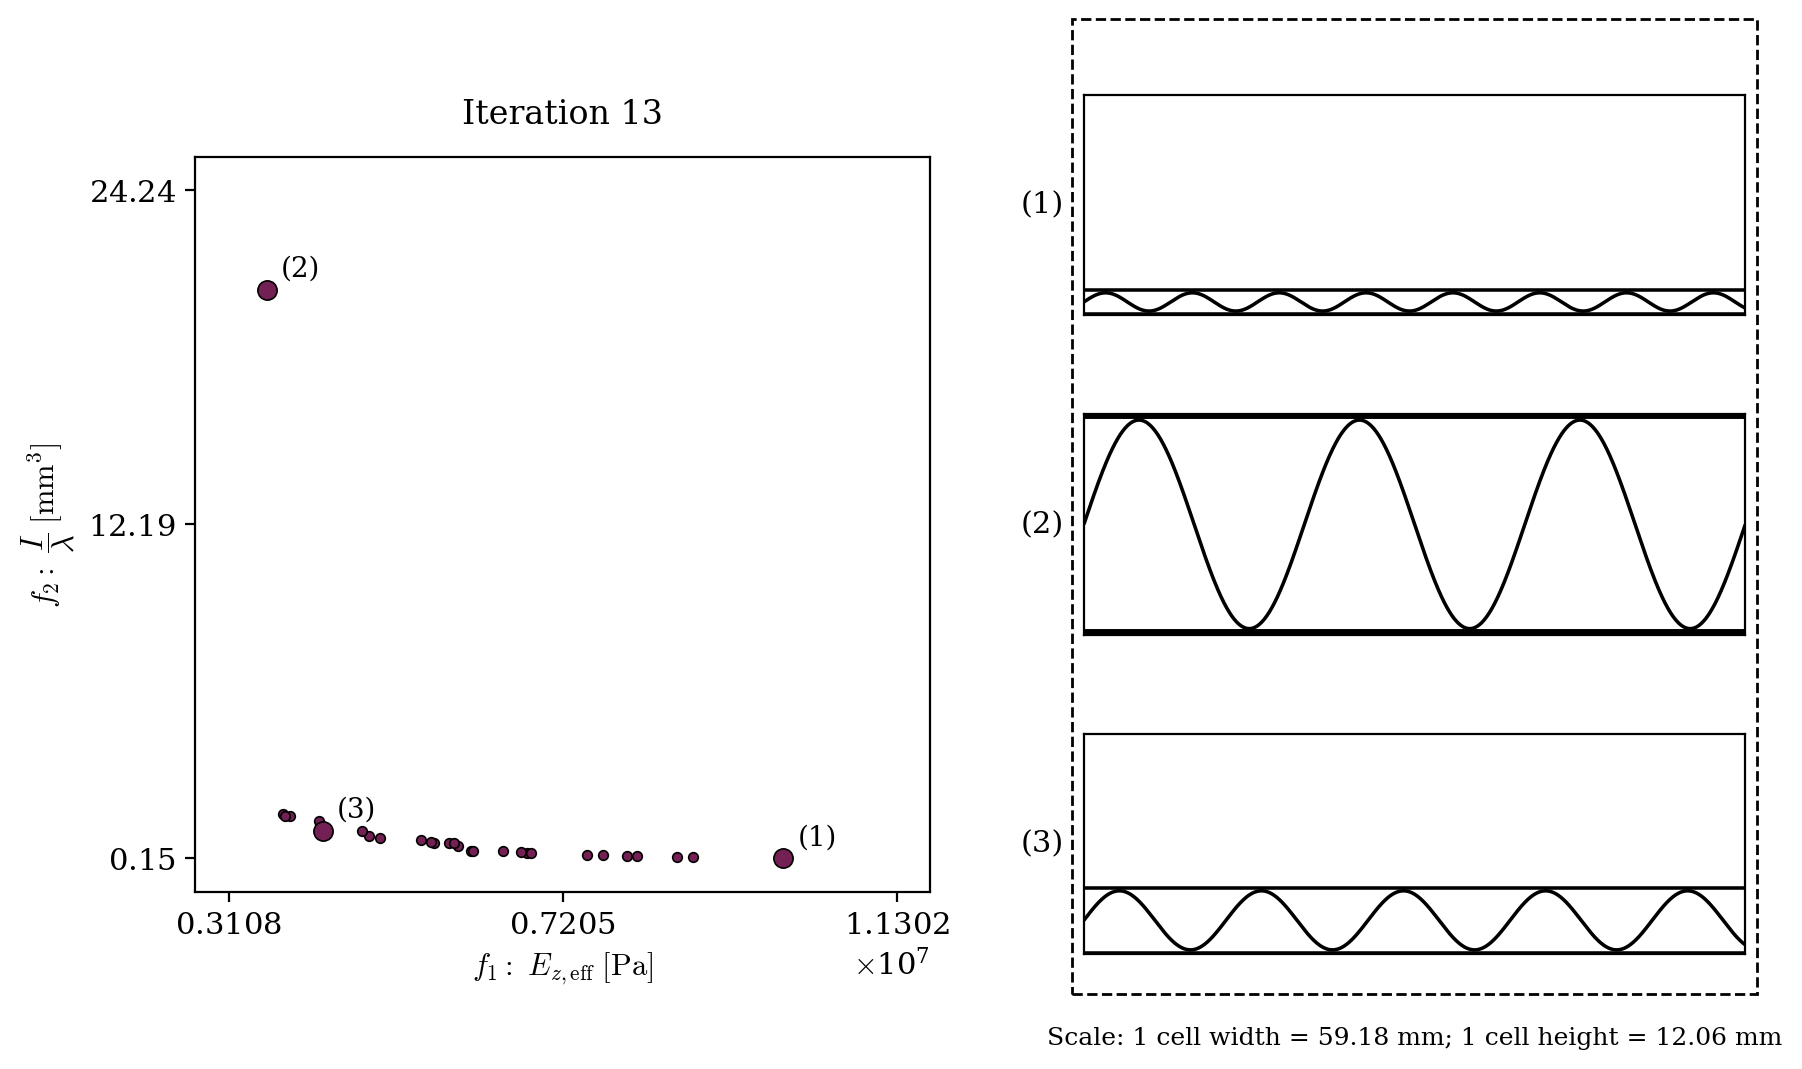 Iteration 13
24.24
12.19
0.15
f₂ : I/λ [mm³]
(2)
(3)
(1)
0.3108 0.7205 1.1302
×10⁷
f₁ : E_{z,eff} [Pa]
(1)
(2)
(3)
Scale: 1 cell width = 59.18 mm; 1 cell height = 12.06 mm